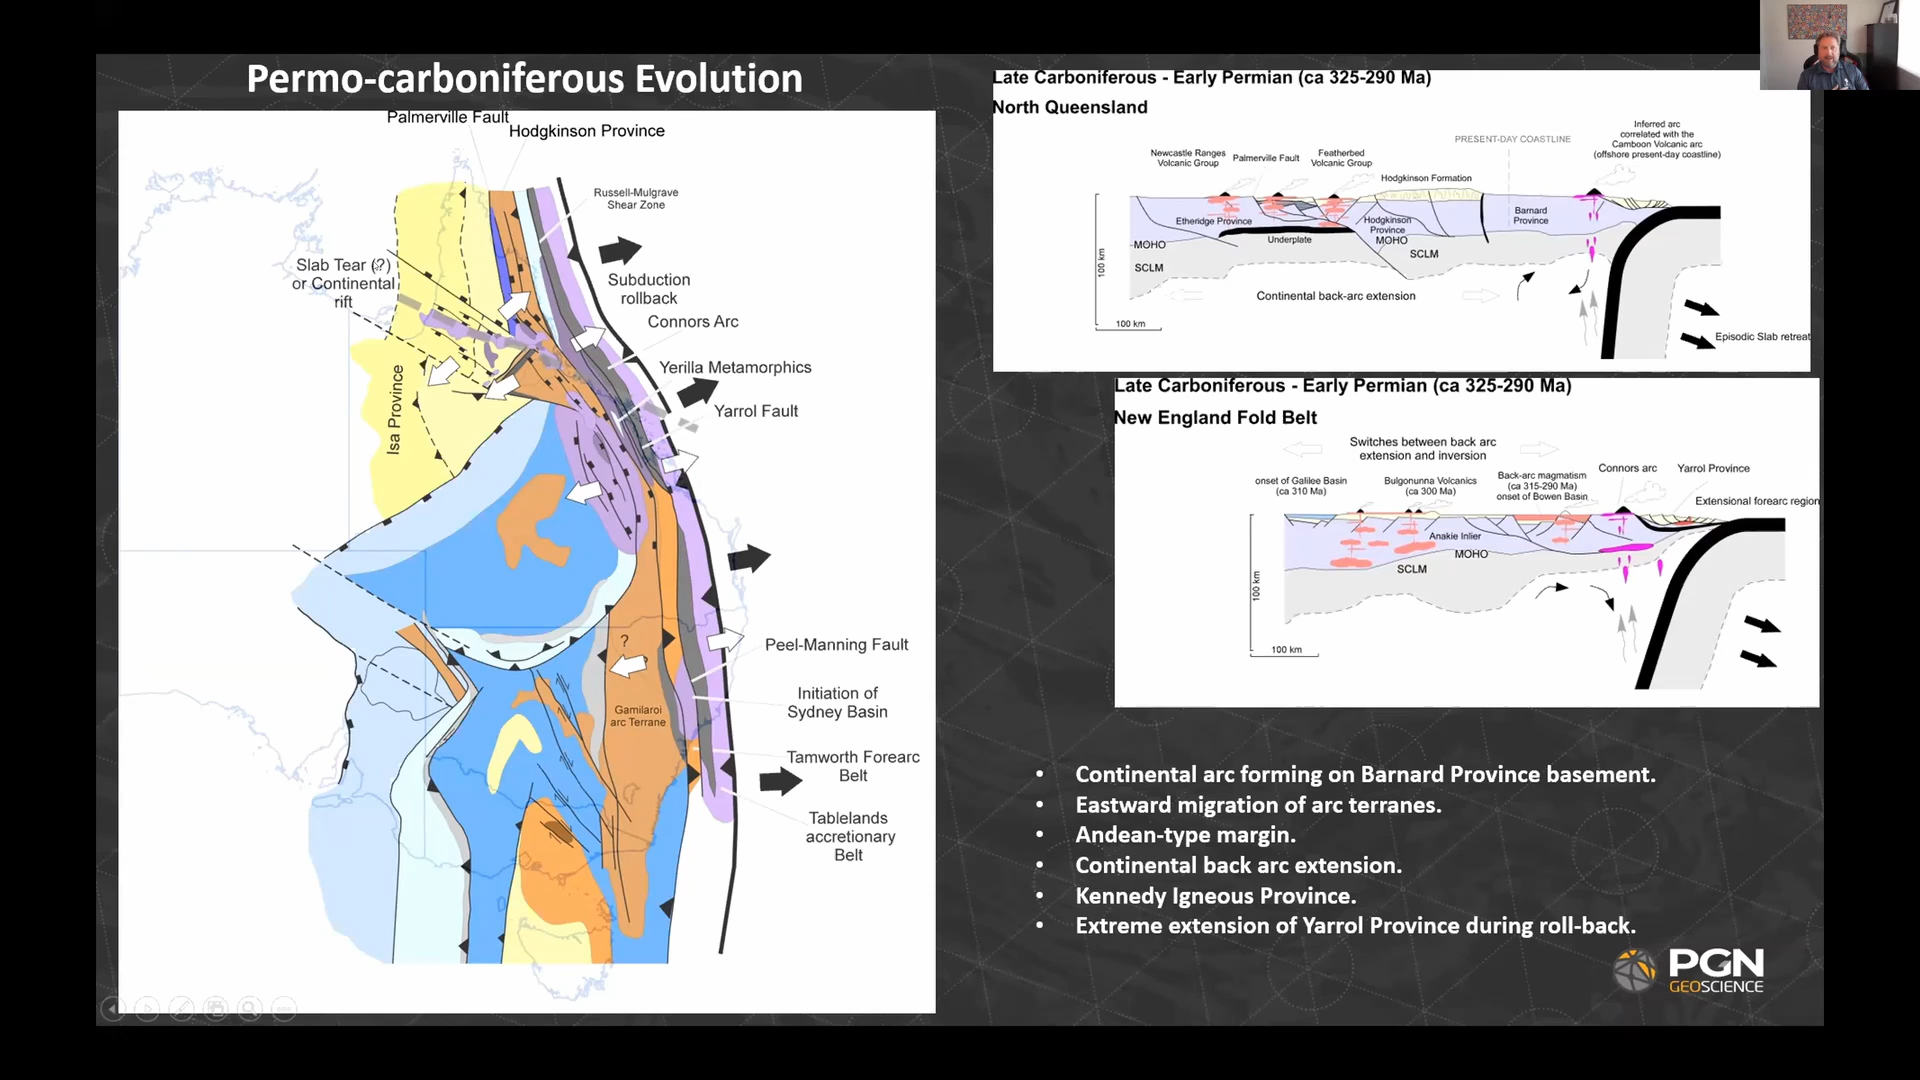 Permo-carboniferous Evolution
Palmerville Fault
Hodgkinson Province
Russell-Mulgrave
Shear Zone
Slab Tear (?)
or Continental
rift
Subduction
rollback
Connors Arc
Yerilla Metamorphics
Yarrol Fault
Isa Province
?
Peel-Manning Fault
Initiation of
Sydney Basin
Gamilaroi
arc Terrane
Tamworth Forearc
Belt
Tablelands
accretionary
Belt
Late Carboniferous - Early Permian (ca 325-290 Ma)
North Queensland
Inferred arc
correlated with the
Camboon Volcanic arc
(offshore present-day coastline)
PRESENT-DAY COASTLINE
Newcastle Ranges
Volcanic Group
Palmerville Fault
Featherbed
Volcanic Group
Hodgkinson Formation
Etheridge Province
Hodgkinson
Province
Barnard
Province
Underplate
MOHO
MOHO
SCLM
SCLM
100 km
Continental back-arc extension
100 km
Episodic Slab retreat
Late Carboniferous - Early Permian (ca 325-290 Ma)
New England Fold Belt
Switches between back arc
extension and inversion
onset of Galilee Basin
(ca 310 Ma)
Bulgonunna Volcanics
(ca 300 Ma)
Back-arc magmatism
(ca 315-290 Ma)
onset of Bowen Basin
Connors arc
Yarrol Province
Extensional forearc region
Anakie Inlier
MOHO
SCLM
100 km
100 km
• Continental arc forming on Barnard Province basement.
• Eastward migration of arc terranes.
• Andean-type margin.
• Continental back arc extension.
• Kennedy Igneous Province.
• Extreme extension of Yarrol Province during roll-back.
PGN
GEOSCIENCE